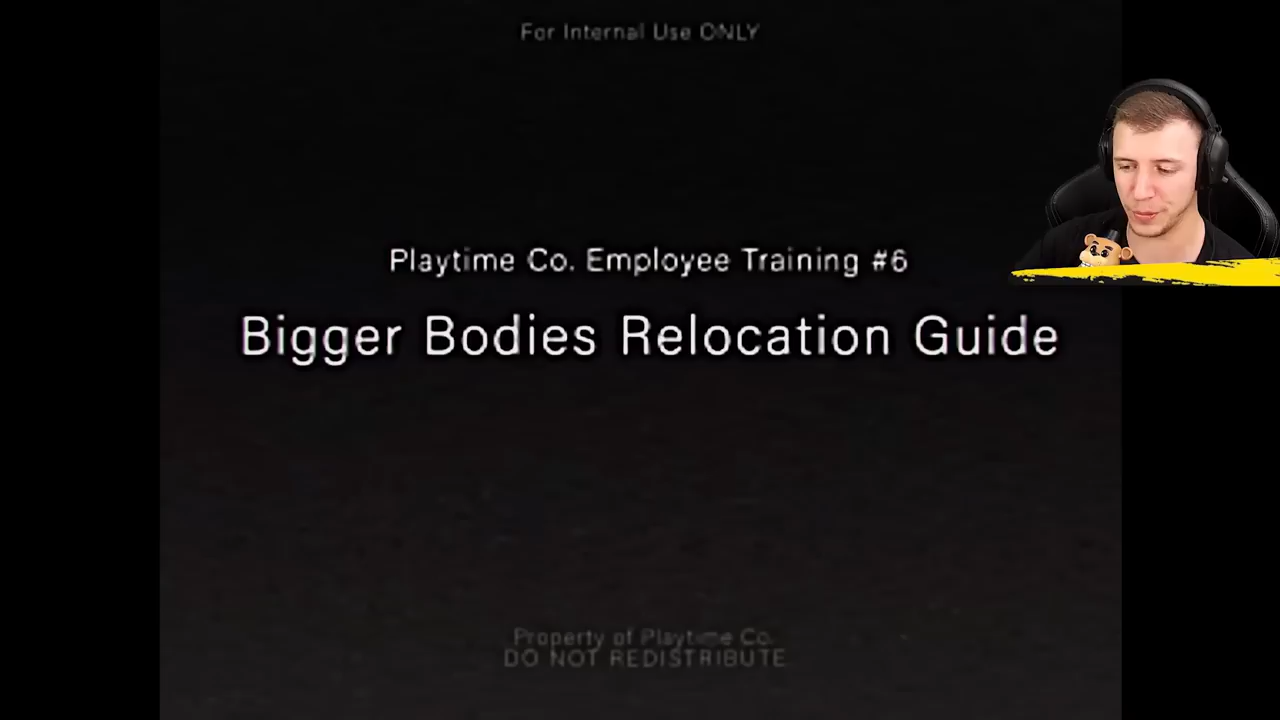 For Internal Use ONLY
Playtime Co. Employee Training #6
Bigger Bodies Relocation Guide
Property of Playtime Co.
DO NOT REDISTRIBUTE